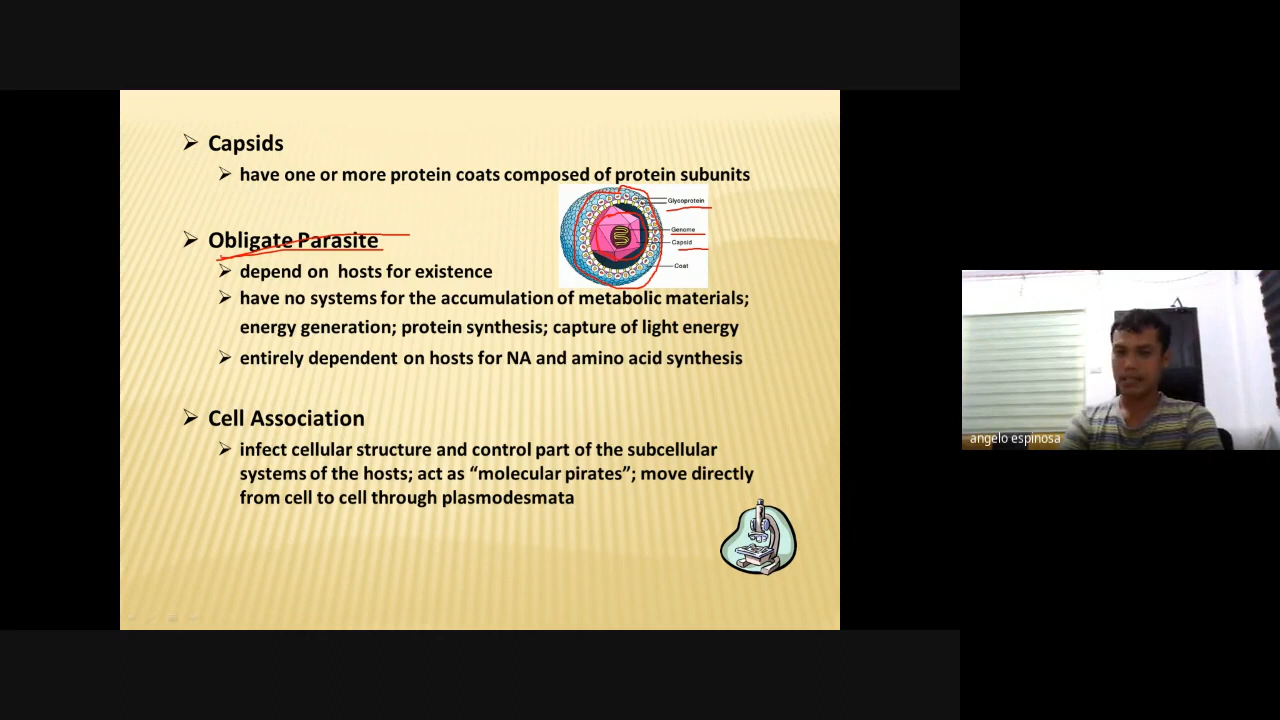 Capsids
have one or more protein coats composed of protein subunits
Glycoprotein
Genome
Capsid
Coat
Obligate Parasite
depend on hosts for existence
have no systems for the accumulation of metabolic materials;
energy generation; protein synthesis; capture of light energy
entirely dependent on hosts for NA and amino acid synthesis
Cell Association
infect cellular structure and control part of the subcellular
systems of the hosts; act as “molecular pirates”; move directly
from cell to cell through plasmodesmata
angelo espinosa